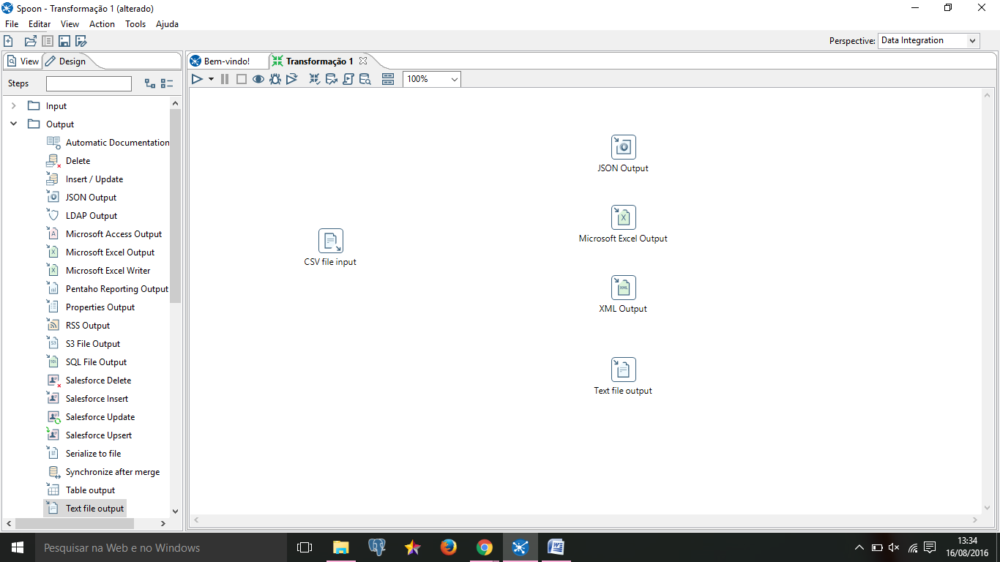 Spoon - Transformação 1 (alterado)
File Editar View Action Tools Ajuda
Perspective: Data Integration
View Design
Bem-vindo! Transformação 1
Steps
100%
Input
Output
Automatic Documentation
Delete
Insert / Update
JSON Output
LDAP Output
Microsoft Access Output
Microsoft Excel Output
Microsoft Excel Writer
Pentaho Reporting Output
Properties Output
RSS Output
S3 File Output
SQL File Output
Salesforce Delete
Salesforce Insert
Salesforce Update
Salesforce Upsert
Serialize to file
Synchronize after merge
Table output
Text file output
CSV file input
JSON Output
Microsoft Excel Output
XML Output
Text file output
Pesquisar na Web e no Windows
13:34
16/08/2016